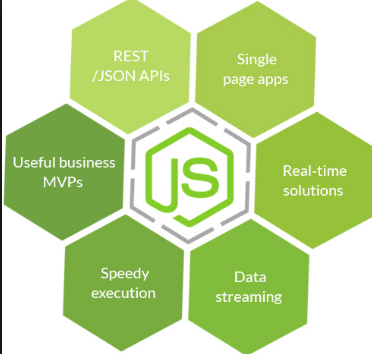 REST
/JSON APIs
Single
page apps
Useful business
MVPs
JS
Real-time
solutions
Speedy
execution
Data
streaming